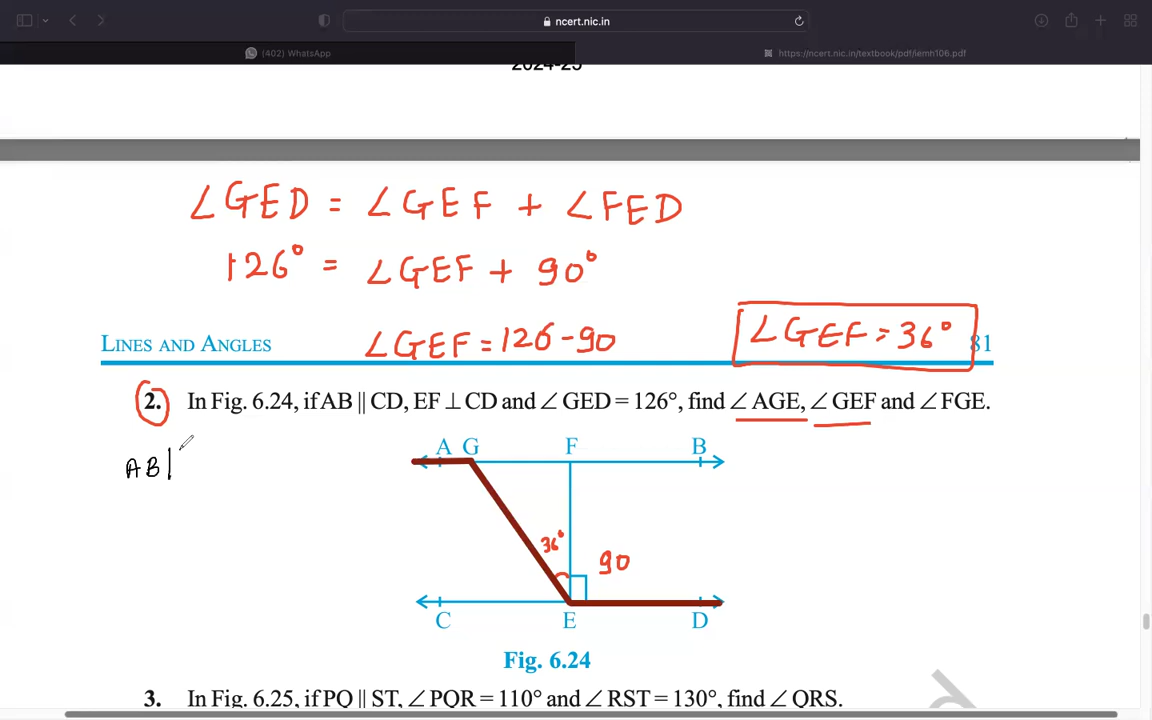 ncert.nic.in
(402) WhatsApp
https://ncert.nic.in/textbook/pdf/iemh106.pdf
2024-25
∠GED = ∠GEF + ∠FED
126° = ∠GEF + 90°
∠GEF = 126 - 90
∠GEF = 36°
LINES AND ANGLES
81
2. In Fig. 6.24, if AB || CD, EF ⊥ CD and ∠ GED = 126°, find ∠ AGE, ∠ GEF and ∠ FGE.
AB|
A G F B
36°
90
C E D
Fig. 6.24
3. In Fig. 6.25, if PQ || ST, ∠ PQR = 110° and ∠ RST = 130°, find ∠ QRS.